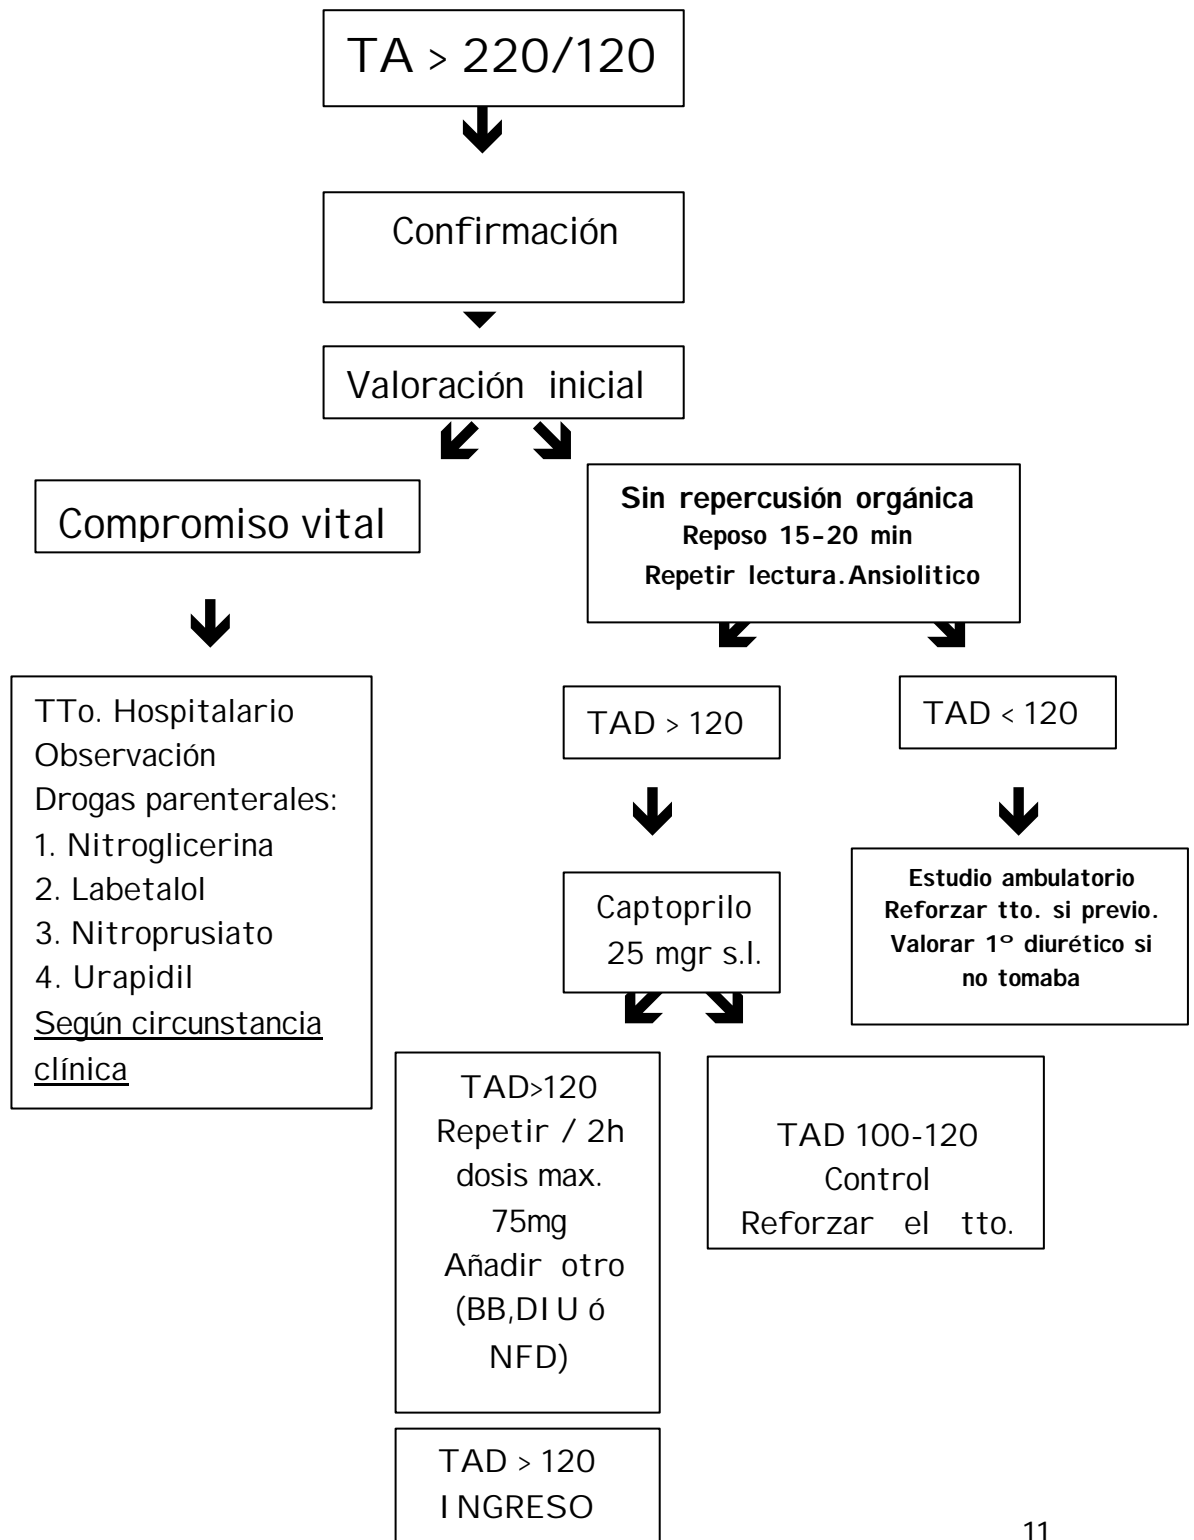 TA > 220/120
Confirmación
Valoración inicial
Compromiso vital
Sin repercusión orgánica
Reposo 15-20 min
Repetir lectura.Ansiolitico
TTo. Hospitalario
Observación
Drogas parenterales:
1. Nitroglicerina
2. Labetalol
3. Nitroprusiato
4. Urapidil
Según circunstancia
clínica
TAD > 120
TAD < 120
Captoprilo
25 mgr s.l.
Estudio ambulatorio
Reforzar tto. si previo.
Valorar 1º diurético si
no tomaba
TAD>120
Repetir / 2h
dosis max.
75mg
Añadir otro
(BB,DIU ó
NFD)
TAD 100-120
Control
Reforzar el tto.
TAD > 120
INGRESO
11